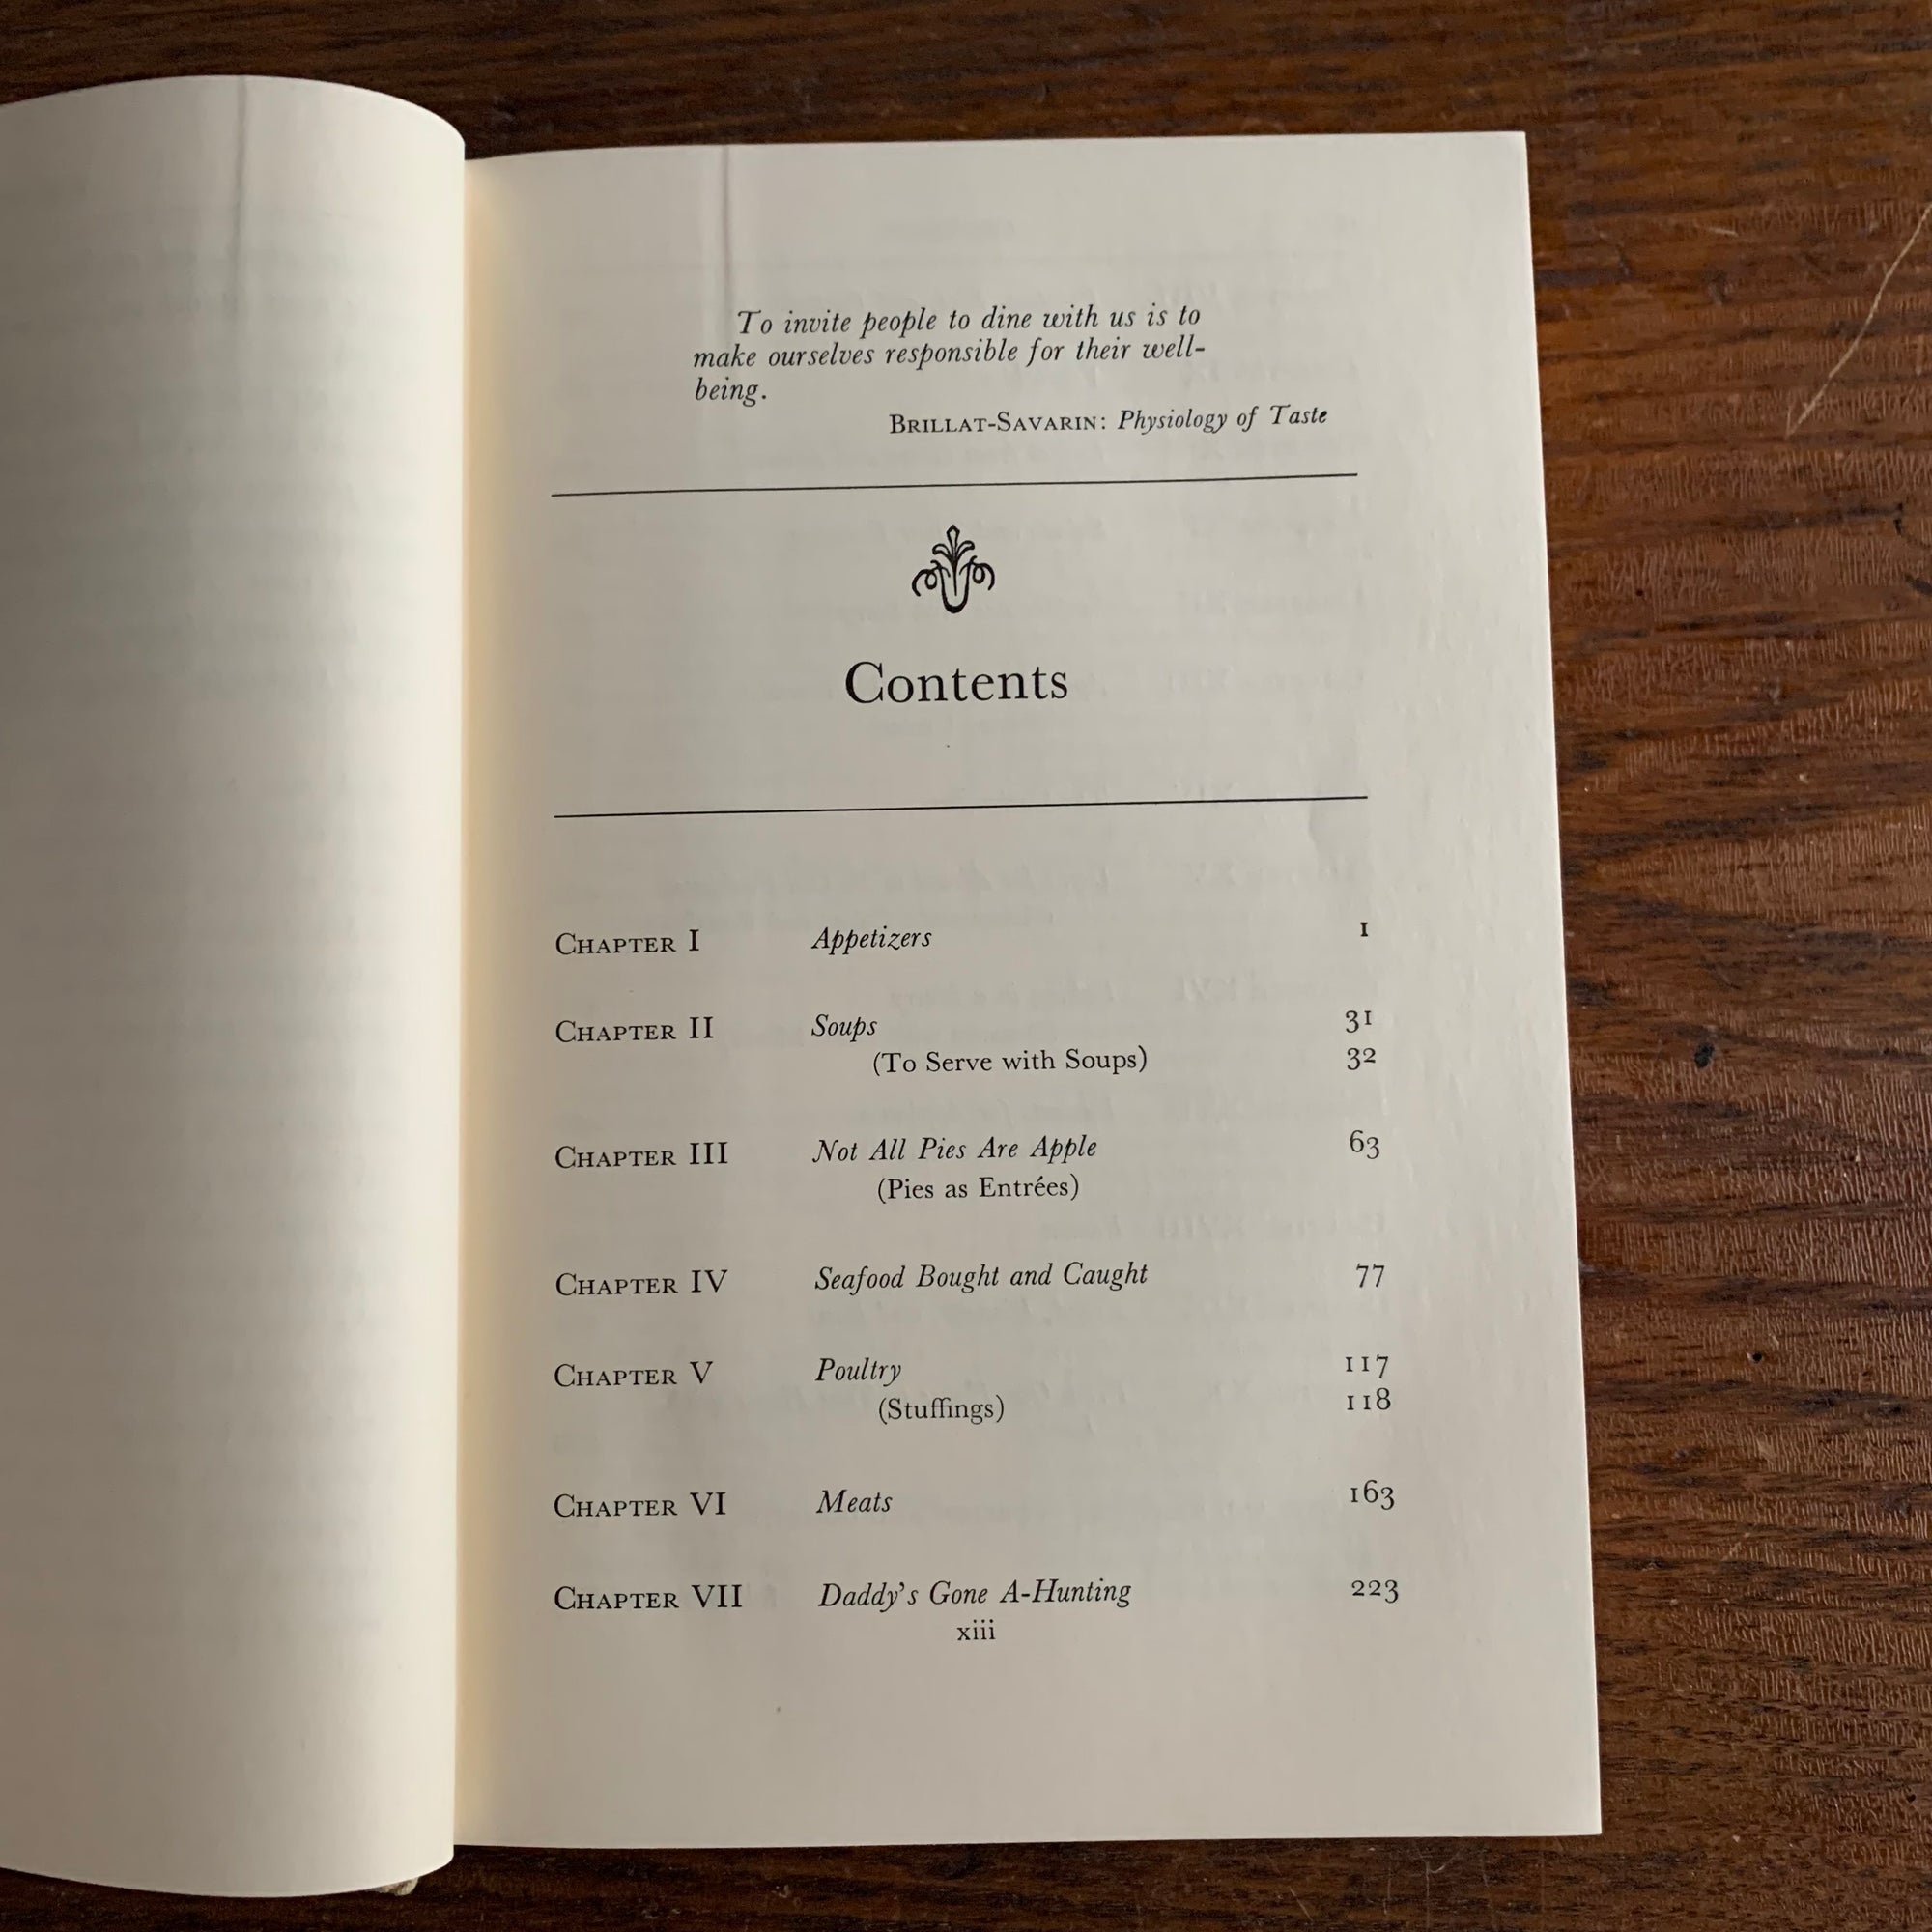 To invite people to dine with us is to
make ourselves responsible for their well-
being.
BRILLAT-SAVARIN: Physiology of Taste
Contents
CHAPTER I Appetizers 1
CHAPTER II Soups 31
(To Serve with Soups) 32
CHAPTER III Not All Pies Are Apple 63
(Pies as Entrées)
CHAPTER IV Seafood Bought and Caught 77
CHAPTER V Poultry 117
(Stuffings) 118
CHAPTER VI Meats 163
CHAPTER VII Daddy's Gone A-Hunting 223
xiii